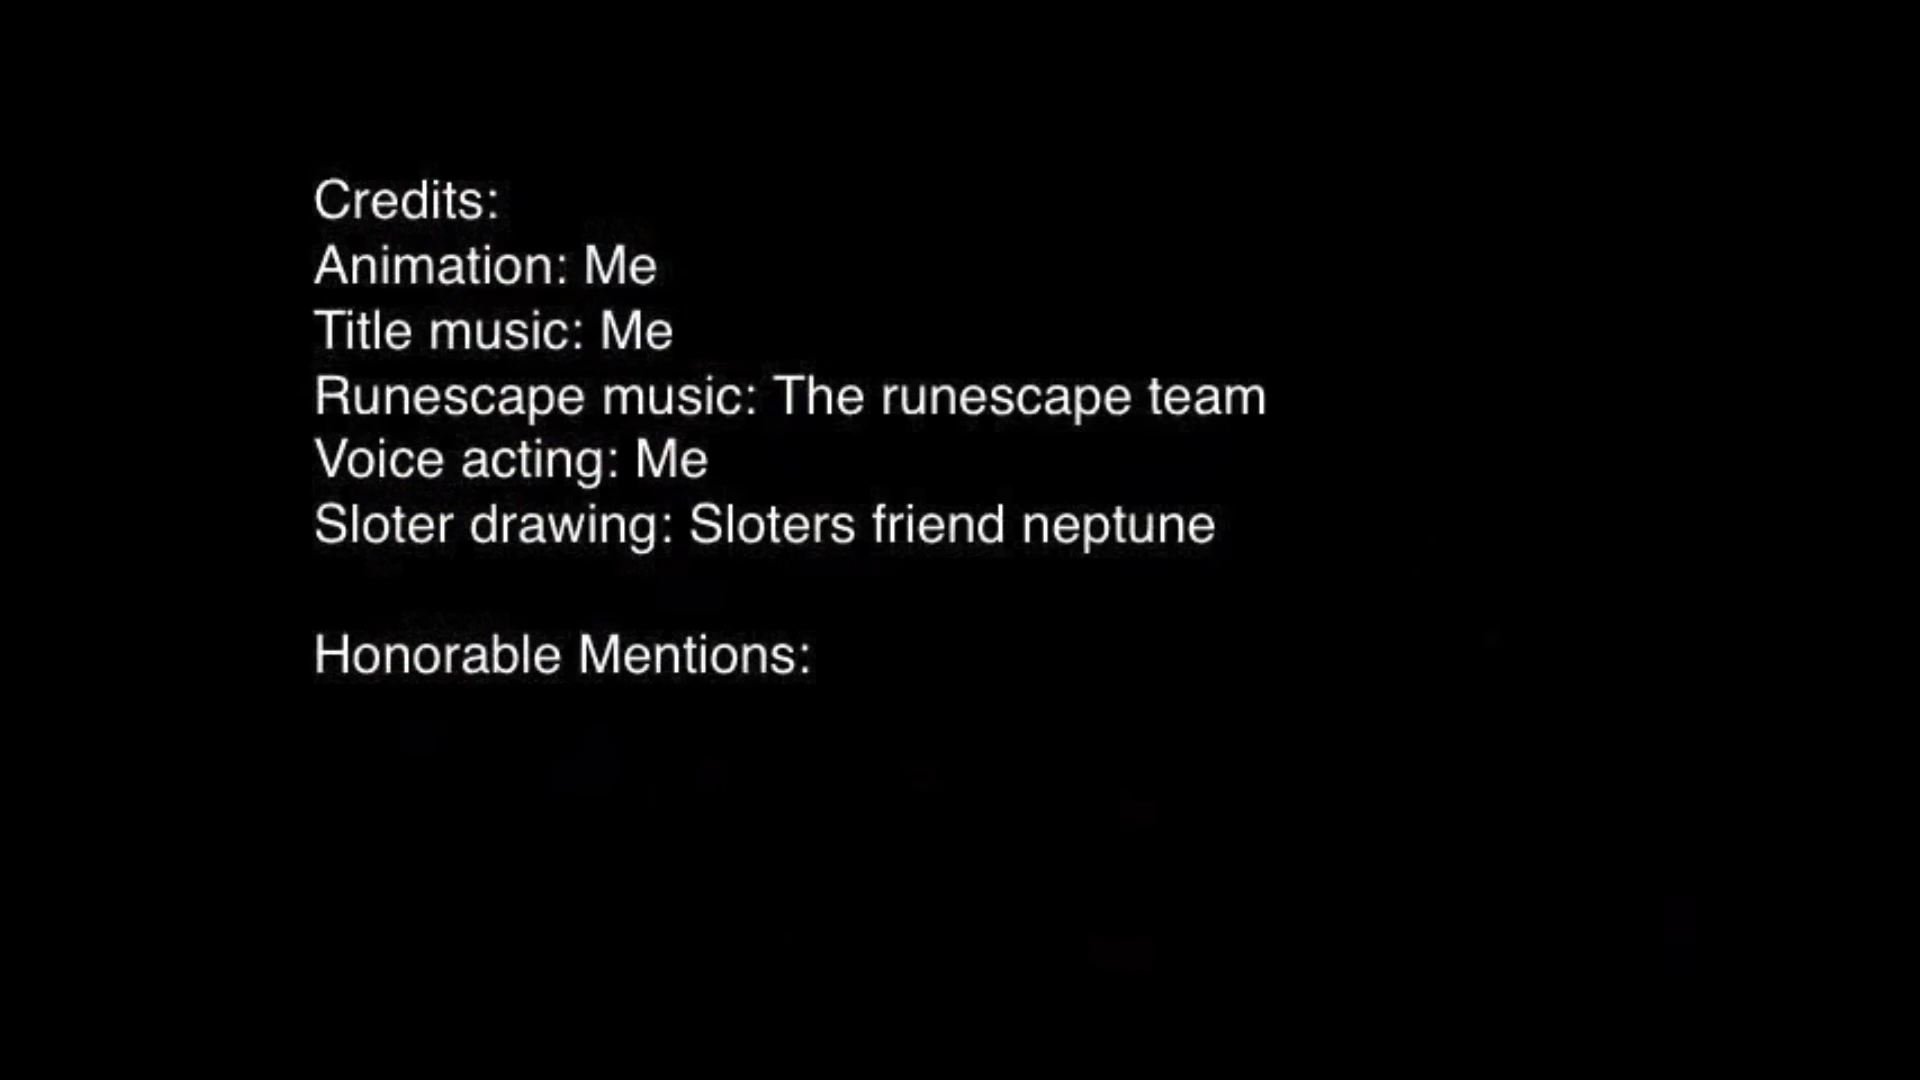 Credits:
Animation: Me
Title music: Me
Runescape music: The runescape team
Voice acting: Me
Sloter drawing: Sloters friend neptune
Honorable Mentions: